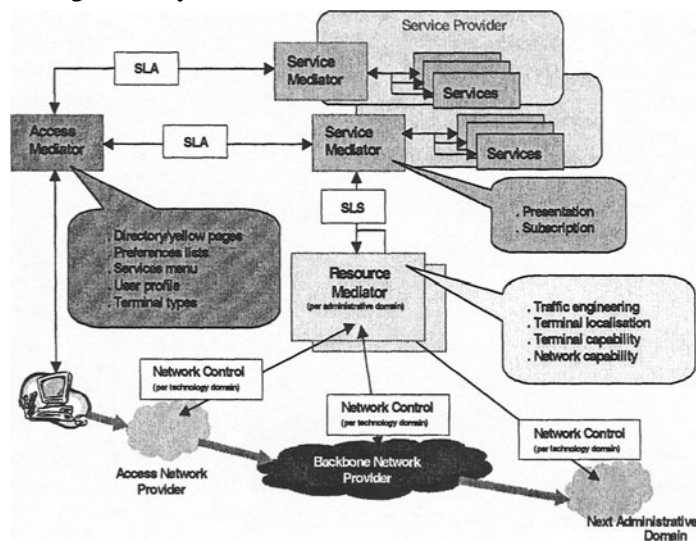 Service Provider
SLA
Service
Mediator
Services
Access
Mediator
SLA
Service
Mediator
Services
SLS
. Presentation
. Subscription
. Directory/yellow pages
. Preferences lists
. Services menu
. User profile
. Terminal types
Resource
Mediator
(per administrative domain)
. Traffic engineering
. Terminal localisation
. Terminal capability
. Network capability
Network Control
(per technology domain)
Network Control
(per technology domain)
Network Control
(per technology domain)
Access Network
Provider
Backbone Network
Provider
Next Administrative
Domain